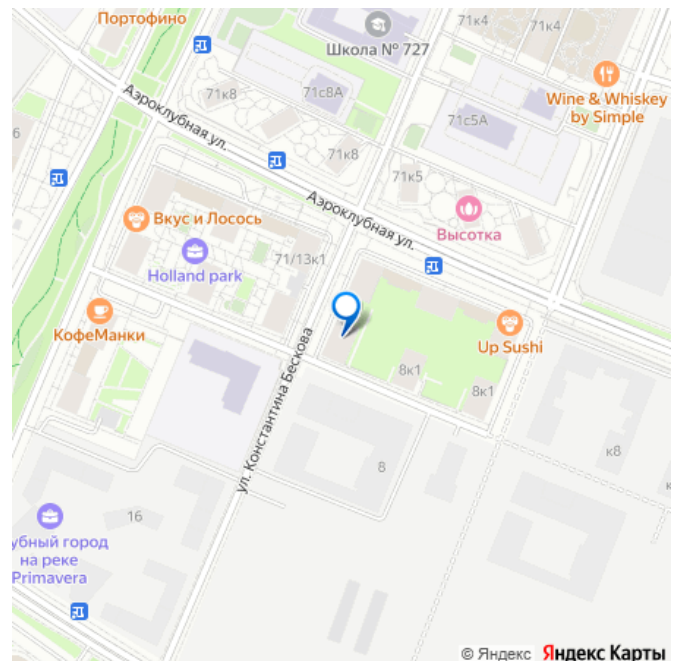 Портофино
71к4
71к4
Школа № 727
Wine & Whiskey
by Simple
71к8
71с8А
71с5А
Аэроклубная ул.
71к8
71к5
6
Аэроклубная ул.
Высотка
Вкус и Лосось
Holland park
71/13к1
КофеМанки
Up Sushi
8к1
8к1
ул. Константина Бескова
8
к8
16
убный город
на реке
Primavera
© Яндекс Яндекс Карты